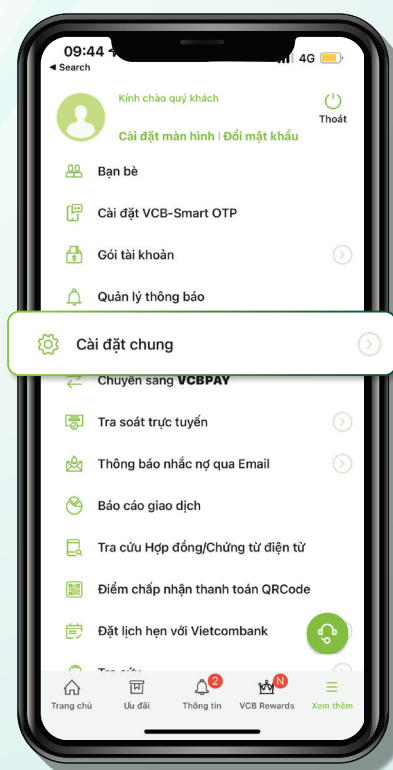 09:44
4G
◄ Search
Kính chào quý khách
Thoát
Cài đặt màn hình | Đổi mật khẩu
Bạn bè
Cài đặt VCB-Smart OTP
Gói tài khoản
Quản lý thông báo
Cài đặt chung
Chuyển sang VCBPAY
Tra soát trực tuyến
Thông báo nhắc nợ qua Email
Báo cáo giao dịch
Tra cứu Hợp đồng/Chứng từ điện tử
Điểm chấp nhận thanh toán QRCode
Đặt lịch hẹn với Vietcombank
Tra cứu
2
N
Trang chủ
Ưu đãi
Thông tin
VCB Rewards
Xem thêm